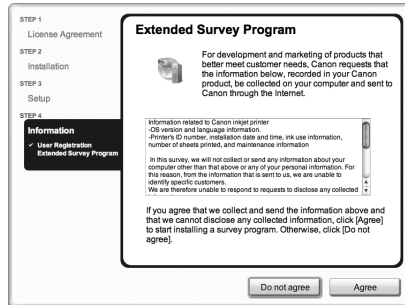 STEP 1
License Agreement
STEP 2
Installation
STEP 3
Setup
STEP 4
Information
✓ User Registration
Extended Survey Program
Extended Survey Program
For development and marketing of products that
better meet customer needs, Canon requests that
the information below, recorded in your Canon
product, be collected on your computer and sent to
Canon through the Internet.
Information related to Canon inkjet printer
-OS version and language information.
-Printer's ID number, installation date and time, ink use information,
number of sheets printed, and maintenance information
In this survey, we will not collect or send any information about your
computer other than that above or any of your personal information. For
this reason, from the information that is sent to us, we are unable to
identify specific customers.
We are therefore unable to respond to requests to disclose any collected
If you agree that we collect and send the information above and
that we cannot disclose any collected information, click [Agree]
to start installing a survey program. Otherwise, click [Do not
agree].
Do not agree
Agree